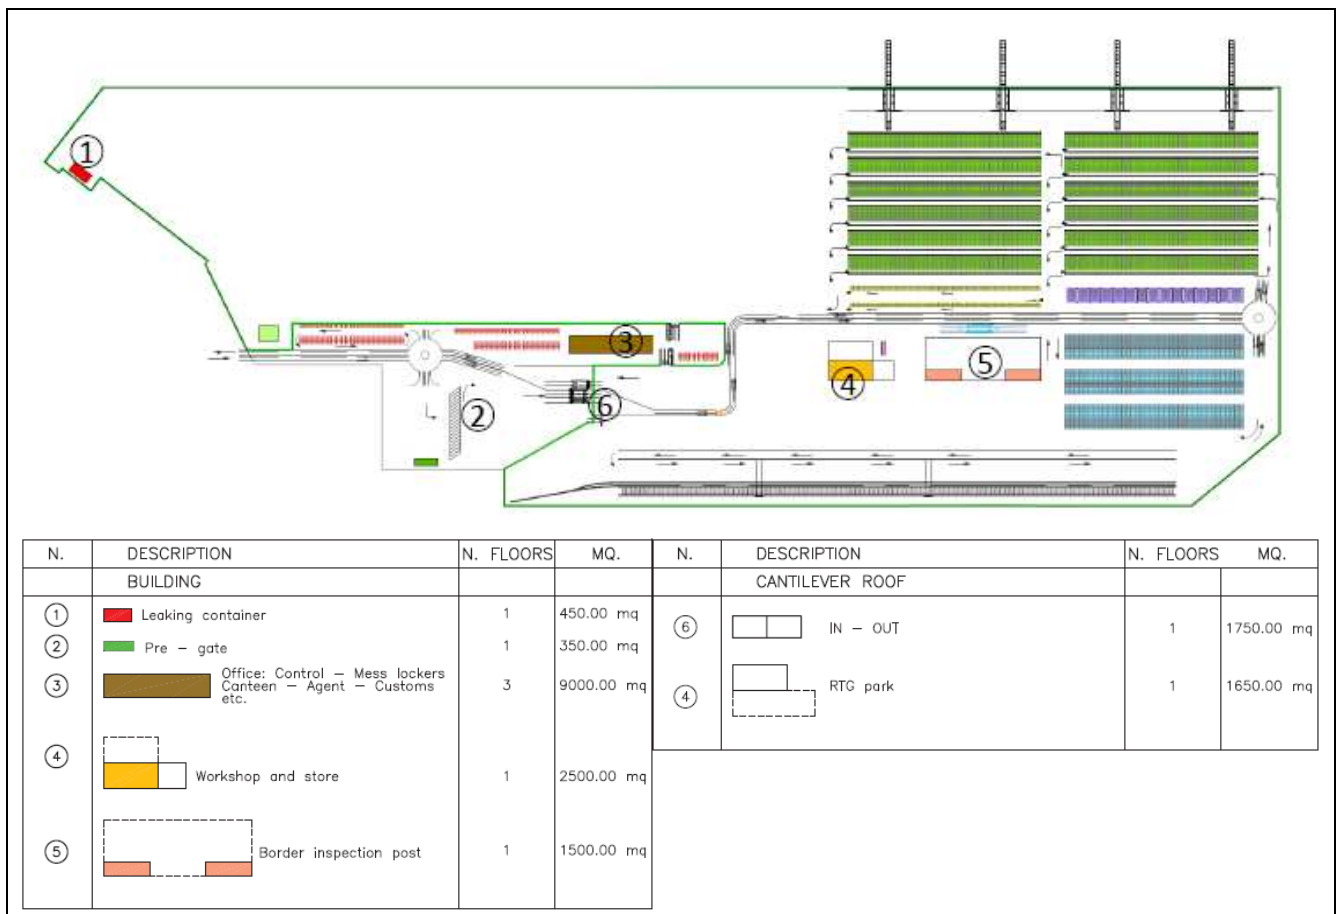 ①
②
③
④
⑤
⑥
N. DESCRIPTION N. FLOORS MQ. N. DESCRIPTION N. FLOORS MQ.
BUILDING CANTILEVER ROOF
① Leaking container 1 450.00 mq
② Pre – gate 1 350.00 mq
③ Office: Control – Mess lockers
Canteen – Agent – Customs
etc. 3 9000.00 mq
④ Workshop and store 1 2500.00 mq
⑤ Border inspection post 1 1500.00 mq
⑥ IN – OUT 1 1750.00 mq
④ RTG park 1 1650.00 mq